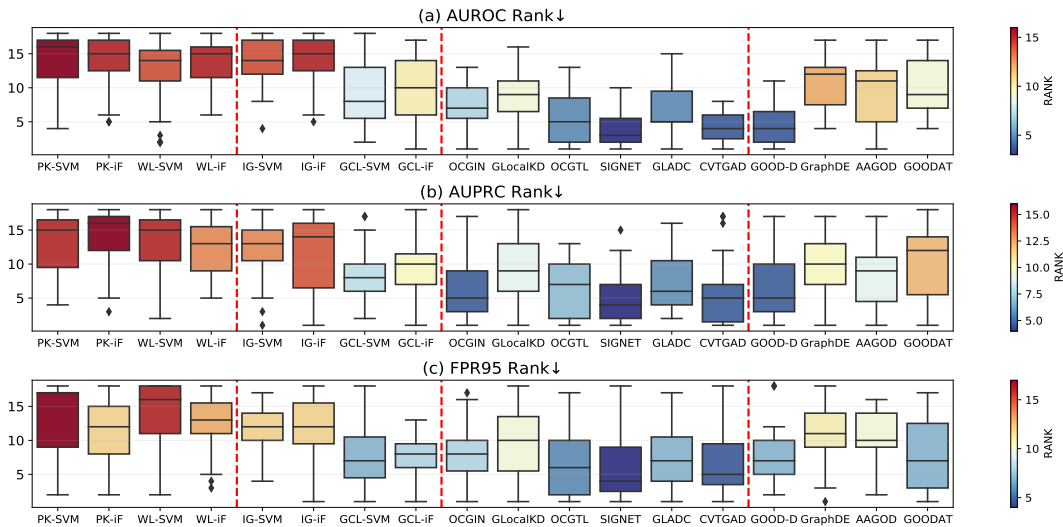 (a) AUROC Rank↓
15
10
5
PK-SVM PK-iF WL-SVM WL-iF IG-SVM IG-iF GCL-SVM GCL-iF OCGIN GLocalKD OCGTL SIGNET GLADC CVTGAD GOOD-D GraphDE AAGOD GOODAT
15
10
5
RANK
(b) AUPRC Rank↓
15
10
5
PK-SVM PK-iF WL-SVM WL-iF IG-SVM IG-iF GCL-SVM GCL-iF OCGIN GLocalKD OCGTL SIGNET GLADC CVTGAD GOOD-D GraphDE AAGOD GOODAT
15.0
12.5
10.0
7.5
5.0
RANK
(c) FPR95 Rank↓
15
10
5
PK-SVM PK-iF WL-SVM WL-iF IG-SVM IG-iF GCL-SVM GCL-iF OCGIN GLocalKD OCGTL SIGNET GLADC CVTGAD GOOD-D GraphDE AAGOD GOODAT
15
10
5
RANK